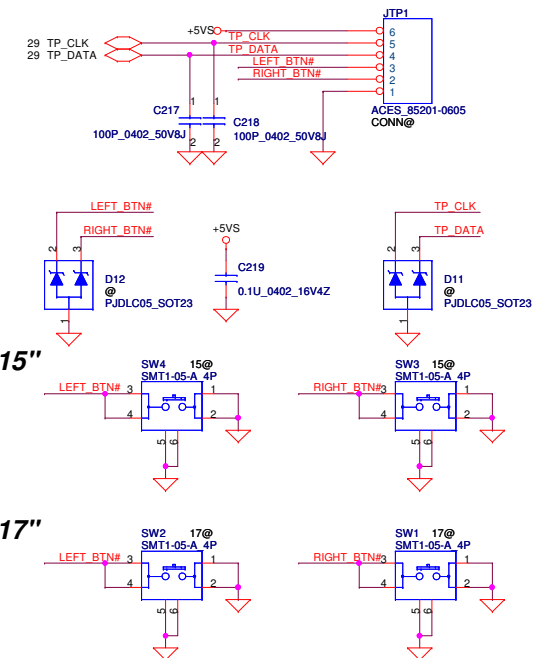 JTP1
+5VS
29 TP_CLK
29 TP_DATA
TP_CLK
TP_DATA
LEFT_BTN#
RIGHT_BTN#
6
5
4
3
2
1
ACES_85201-0605
CONN@
C217
1
2
100P_0402_50V8J
C218
1
2
100P_0402_50V8J
LEFT_BTN#
RIGHT_BTN#
2
3
1
D12
@
PJDLC05_SOT23
+5VS
C219
0.1U_0402_16V4Z
TP_CLK
TP_DATA
2
3
1
D11
@
PJDLC05_SOT23
15"
SW4 15@
SMT1-05-A_4P
LEFT_BTN# 3
4
1
2
5
6
SW3 15@
SMT1-05-A_4P
RIGHT_BTN# 3
4
1
2
5
6
17"
SW2 17@
SMT1-05-A_4P
LEFT_BTN# 3
4
1
2
5
6
SW1 17@
SMT1-05-A_4P
RIGHT_BTN# 3
4
1
2
5
6